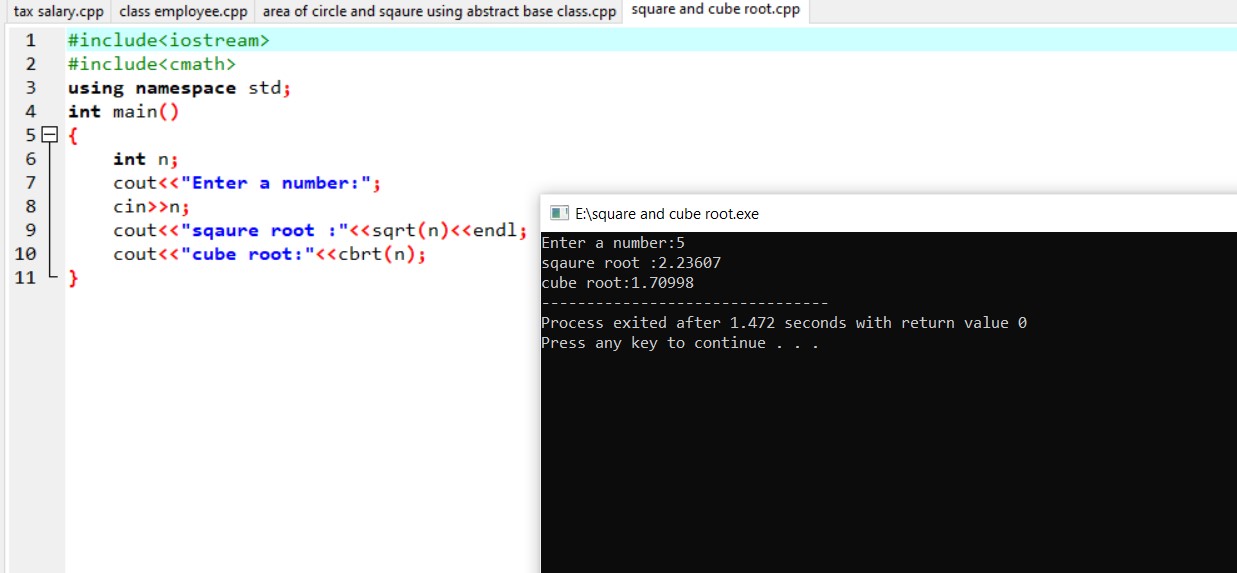 tax salary.cpp class employee.cpp area of circle and sqaure using abstract base class.cpp square and cube root.cpp
1 #include<iostream>
2 #include<cmath>
3 using namespace std;
4 int main()
5 {
6 int n;
7 cout<<"Enter a number:";
8 cin>>n;
9 cout<<"sqaure root :"<<sqrt(n)<<endl;
10 cout<<"cube root:"<<cbrt(n);
11 }
E:\square and cube root.exe
Enter a number:5
sqaure root :2.23607
cube root:1.70998
--------------------------------
Process exited after 1.472 seconds with return value 0
Press any key to continue . . .